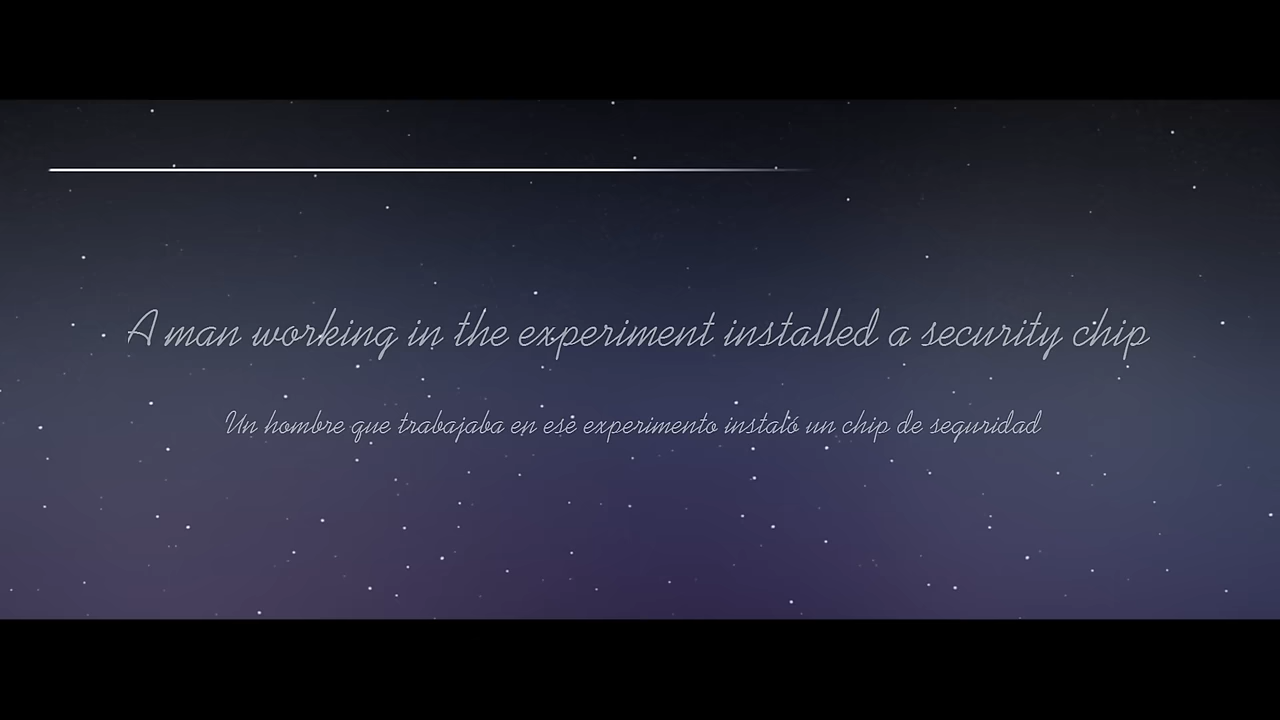 A man working in the experiment installed a security chip
Un hombre que trabajaba en ese experimento instaló un chip de seguridad